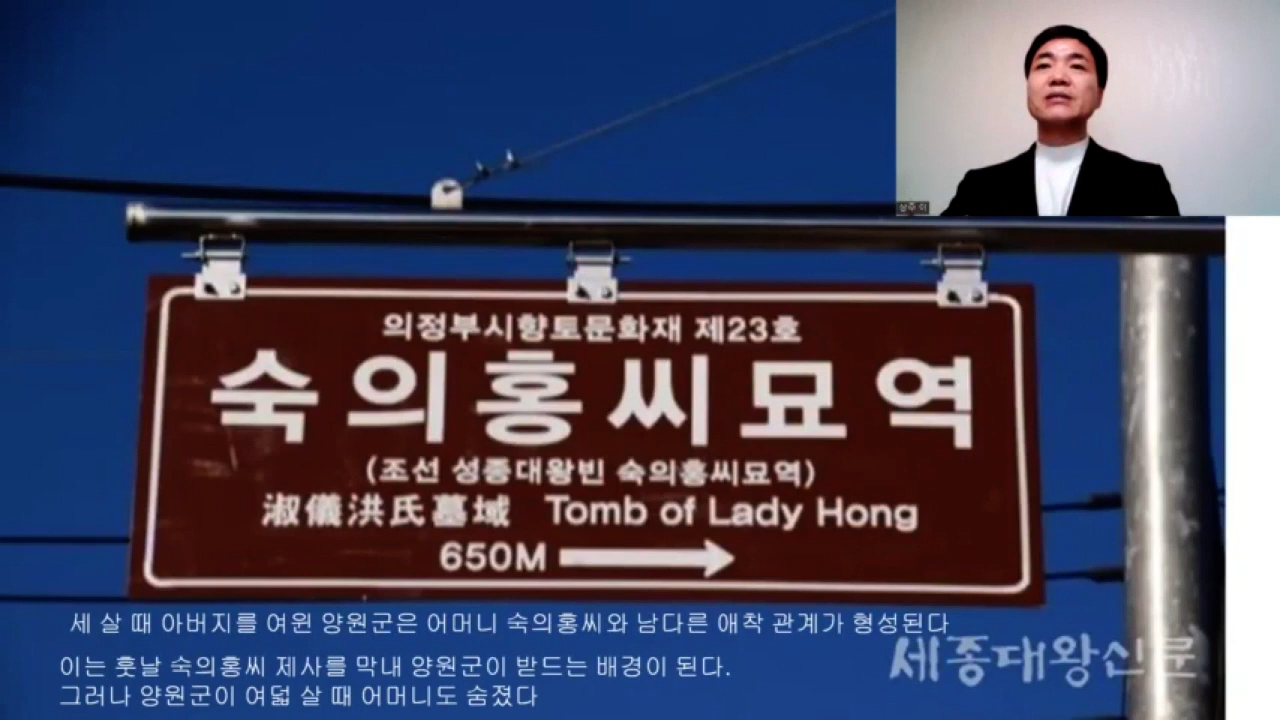 상주 이
의정부시향토문화재 제23호
숙의홍씨묘역
(조선 성종대왕빈 숙의홍씨묘역)
淑儀洪氏墓域 Tomb of Lady Hong
650M
세 살 때 아버지를 여윈 양원군은 어머니 숙의홍씨와 남다른 애착 관계가 형성된다
이는 훗날 숙의홍씨 제사를 막내 양원군이 받드는 배경이 된다.
그러나 양원군이 여덟 살 때 어머니도 숨졌다
세종대왕신문